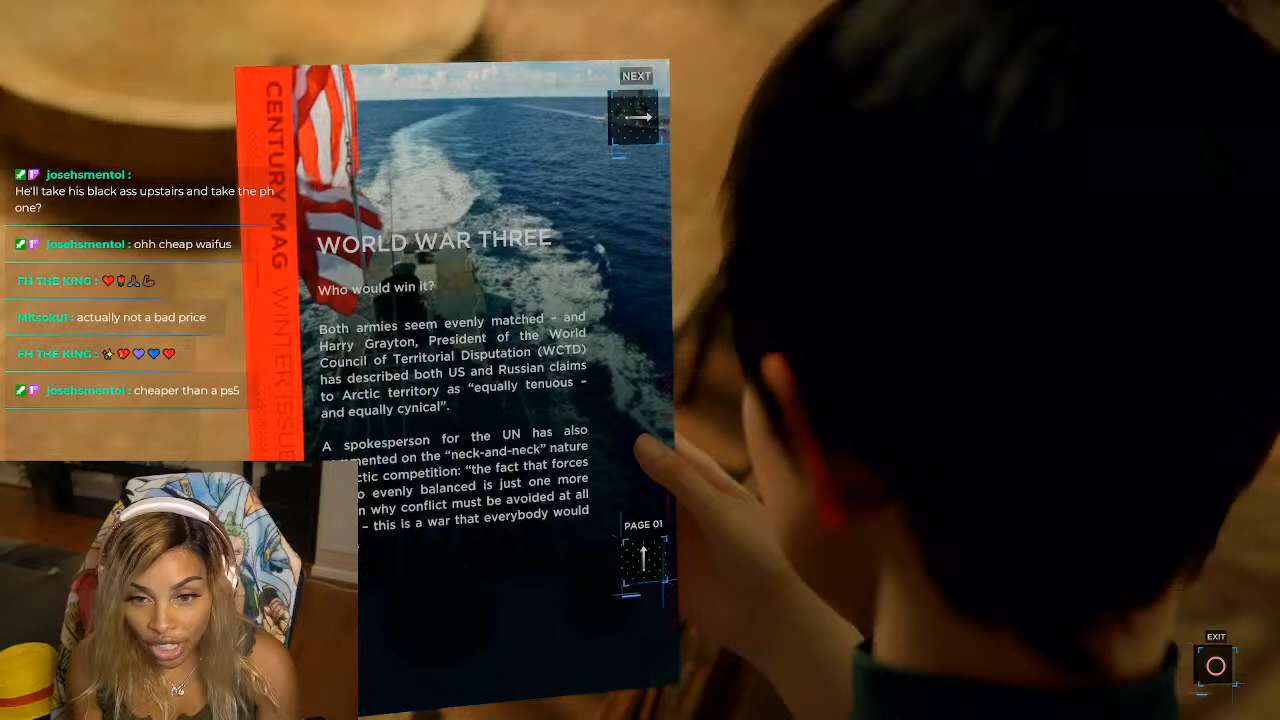 NEXT
CENTURY MAG WINTER ISSUE
josehsmentol :
He'll take his black ass upstairs and take the ph
one?
josehsmentol : ohh cheap waifus
FH THE KING : ❤️🌹🙏💪
Mitsokut : actually not a bad price
FH THE KING : ✨💖💜💙❤️
josehsmentol : cheaper than a ps5
WORLD WAR THREE
Who would win it?
Both armies seem evenly matched – and
Harry Grayton, President of the World
Council of Territorial Disputation (WCTD)
has described both US and Russian claims
to Arctic territory as “equally tenuous –
and equally cynical”.
A spokesperson for the UN has also
mmented on the “neck-and-neck” nature
ctic competition: “the fact that forces
o evenly balanced is just one more
n why conflict must be avoided at all
– this is a war that everybody would
PAGE 01
EXIT